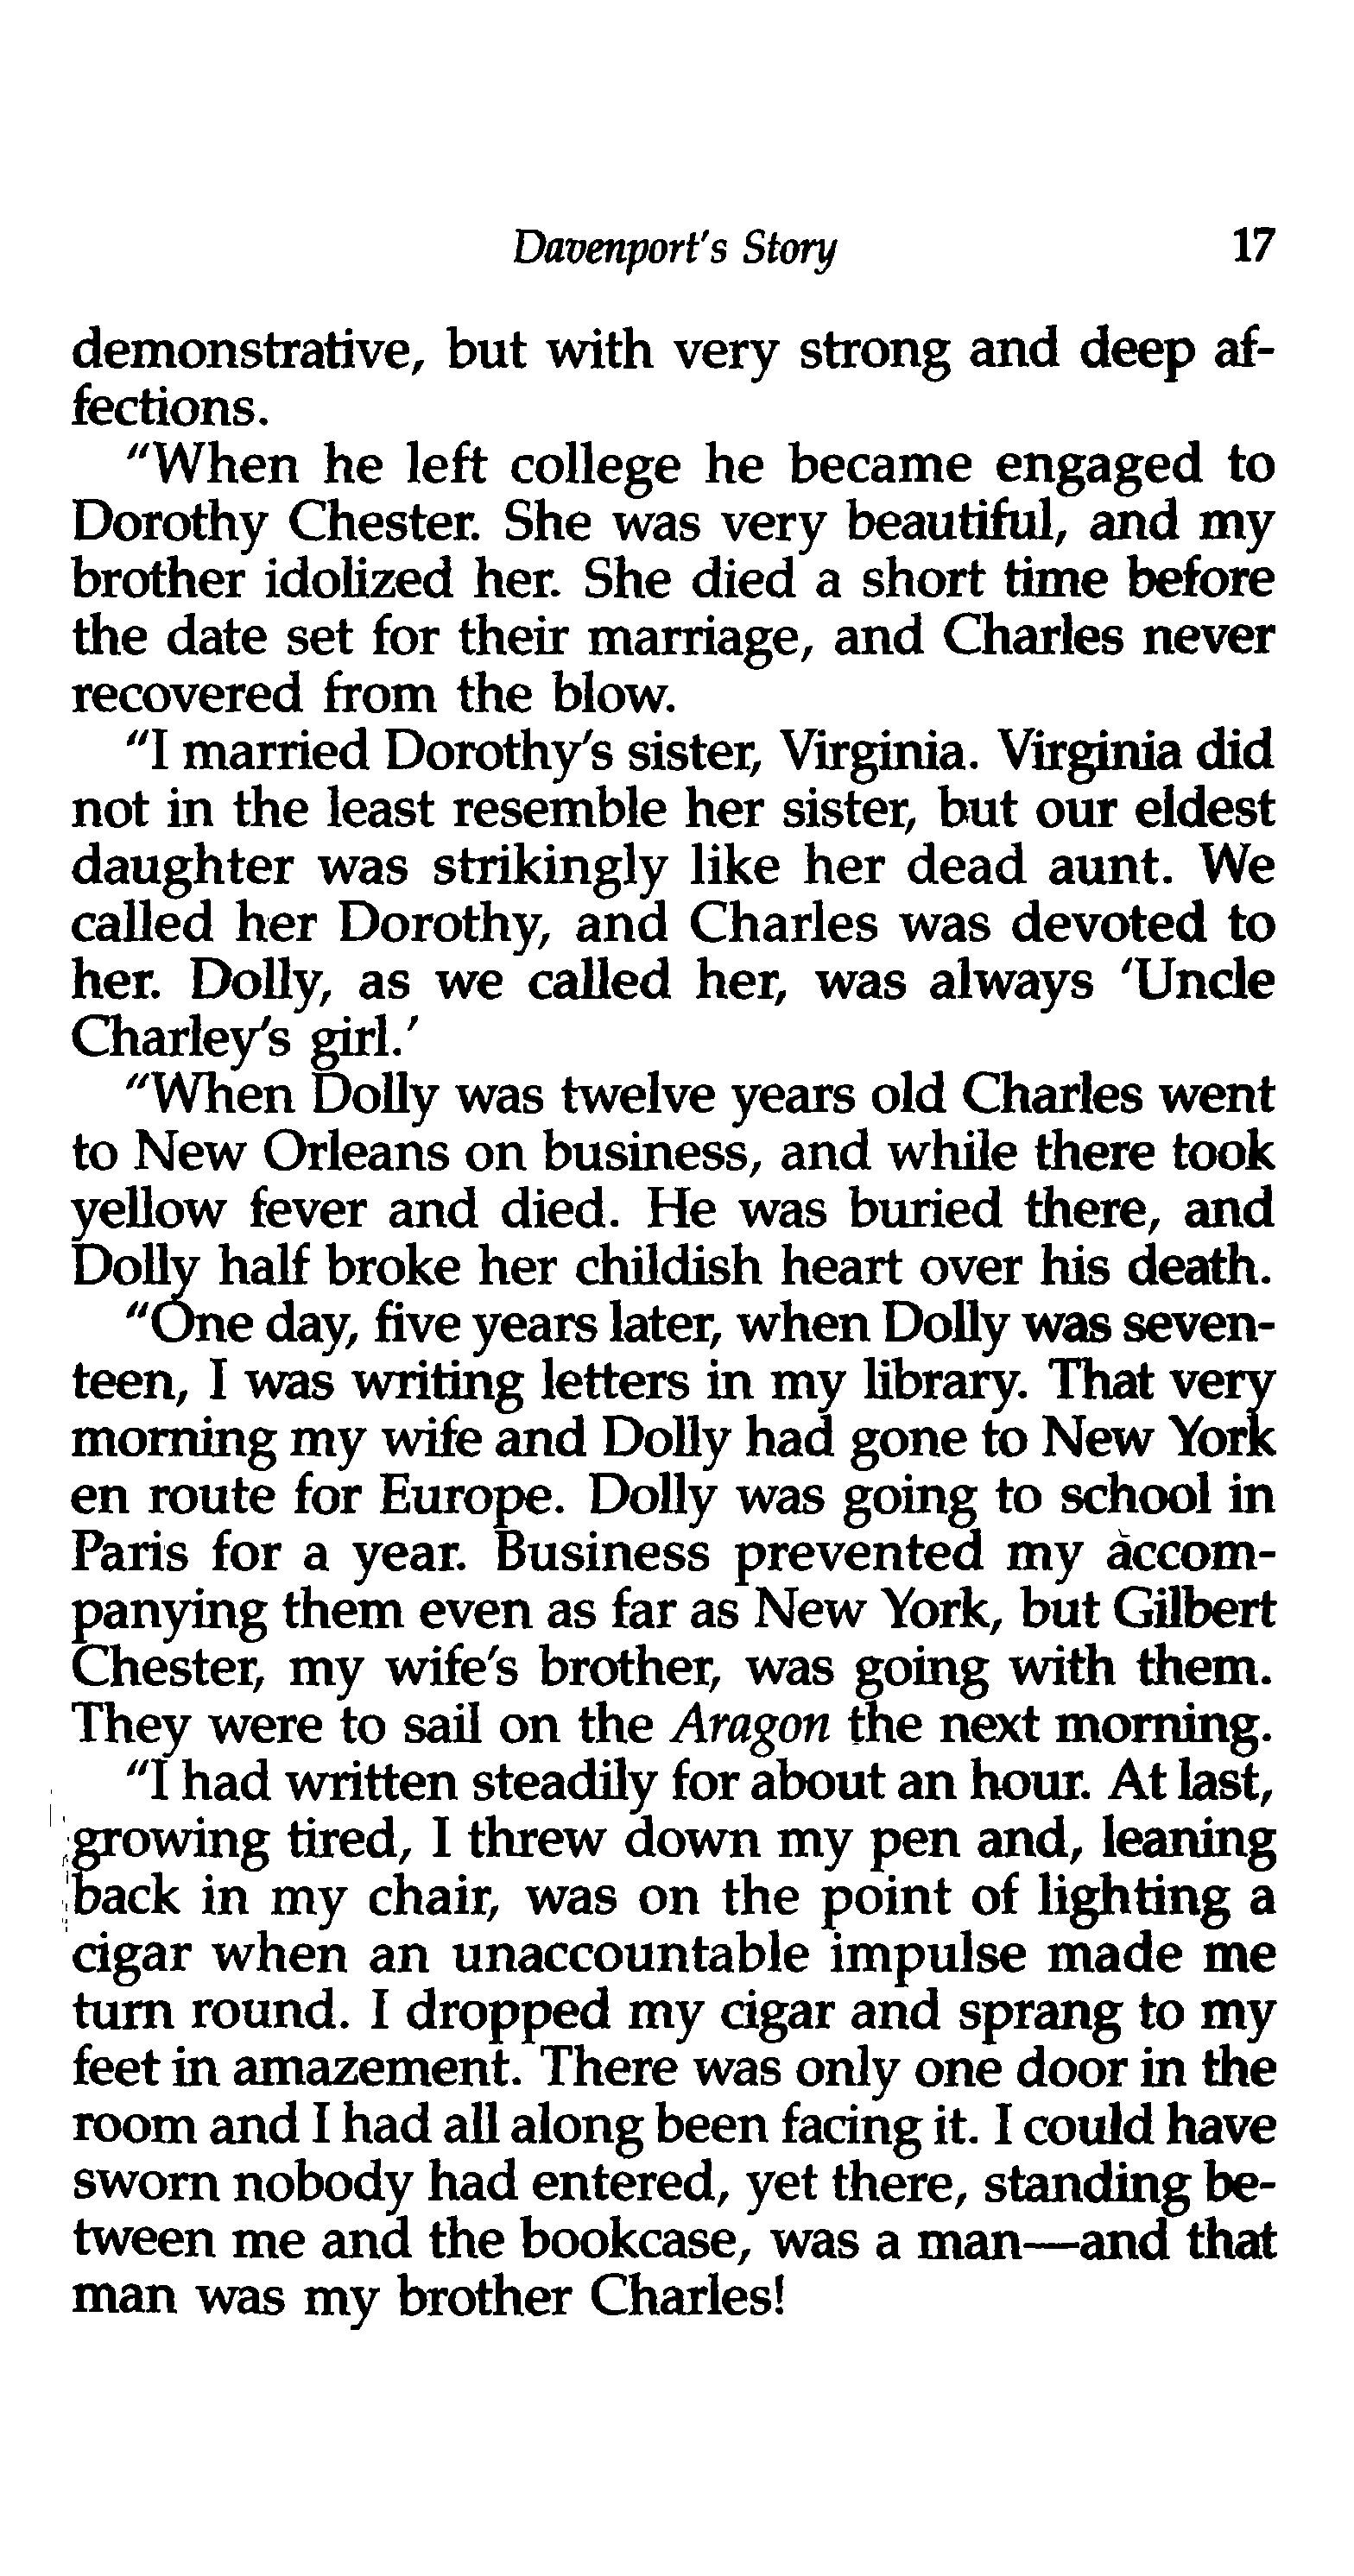 Davenport's Story 17
demonstrative, but with very strong and deep af-
fections.
"When he left college he became engaged to
Dorothy Chester. She was very beautiful, and my
brother idolized her. She died a short time before
the date set for their marriage, and Charles never
recovered from the blow.
"I married Dorothy's sister, Virginia. Virginia did
not in the least resemble her sister, but our eldest
daughter was strikingly like her dead aunt. We
called her Dorothy, and Charles was devoted to
her. Dolly, as we called her, was always 'Uncle
Charley's girl.'
"When Dolly was twelve years old Charles went
to New Orleans on business, and while there took
yellow fever and died. He was buried there, and
Dolly half broke her childish heart over his death.
"One day, five years later, when Dolly was seven-
teen, I was writing letters in my library. That very
morning my wife and Dolly had gone to New York
en route for Europe. Dolly was going to school in
Paris for a year. Business prevented my accom-
panying them even as far as New York, but Gilbert
Chester, my wife's brother, was going with them.
They were to sail on the Aragon the next morning.
"I had written steadily for about an hour. At last,
growing tired, I threw down my pen and, leaning
back in my chair, was on the point of lighting a
cigar when an unaccountable impulse made me
turn round. I dropped my cigar and sprang to my
feet in amazement. There was only one door in the
room and I had all along been facing it. I could have
sworn nobody had entered, yet there, standing be-
tween me and the bookcase, was a man—and that
man was my brother Charles!